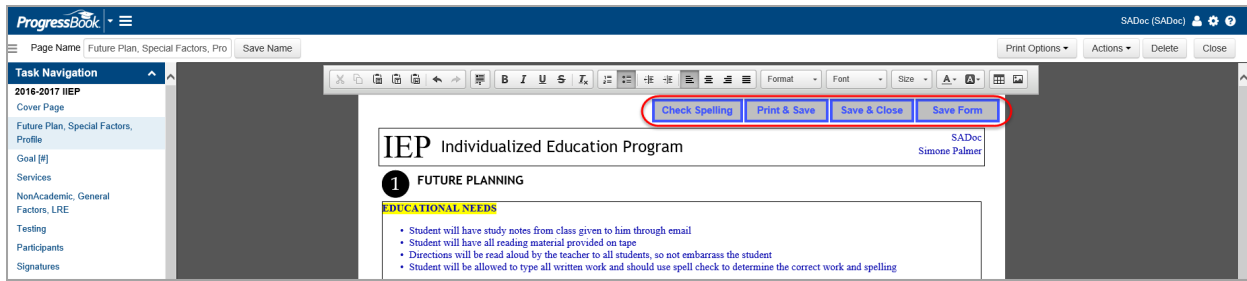 ProgressBook
SADoc (SADoc)
Page Name Future Plan, Special Factors, Pro Save Name Print Options Actions Delete Close
Task Navigation
2016-2017 IIEP
Cover Page
Future Plan, Special Factors,
Profile
Goal [#]
Services
NonAcademic, General
Factors, LRE
Testing
Participants
Signatures
B I U S Ix Format Font Size A A
Check Spelling Print & Save Save & Close Save Form
IEP Individualized Education Program
SADoc
Simone Palmer
1 FUTURE PLANNING
EDUCATIONAL NEEDS
• Student will have study notes from class given to him through email
• Student will have all reading material provided on tape
• Directions will be read aloud by the teacher to all students, so not embarrass the student
• Student will be allowed to type all written work and should use spell check to determine the correct work and spelling